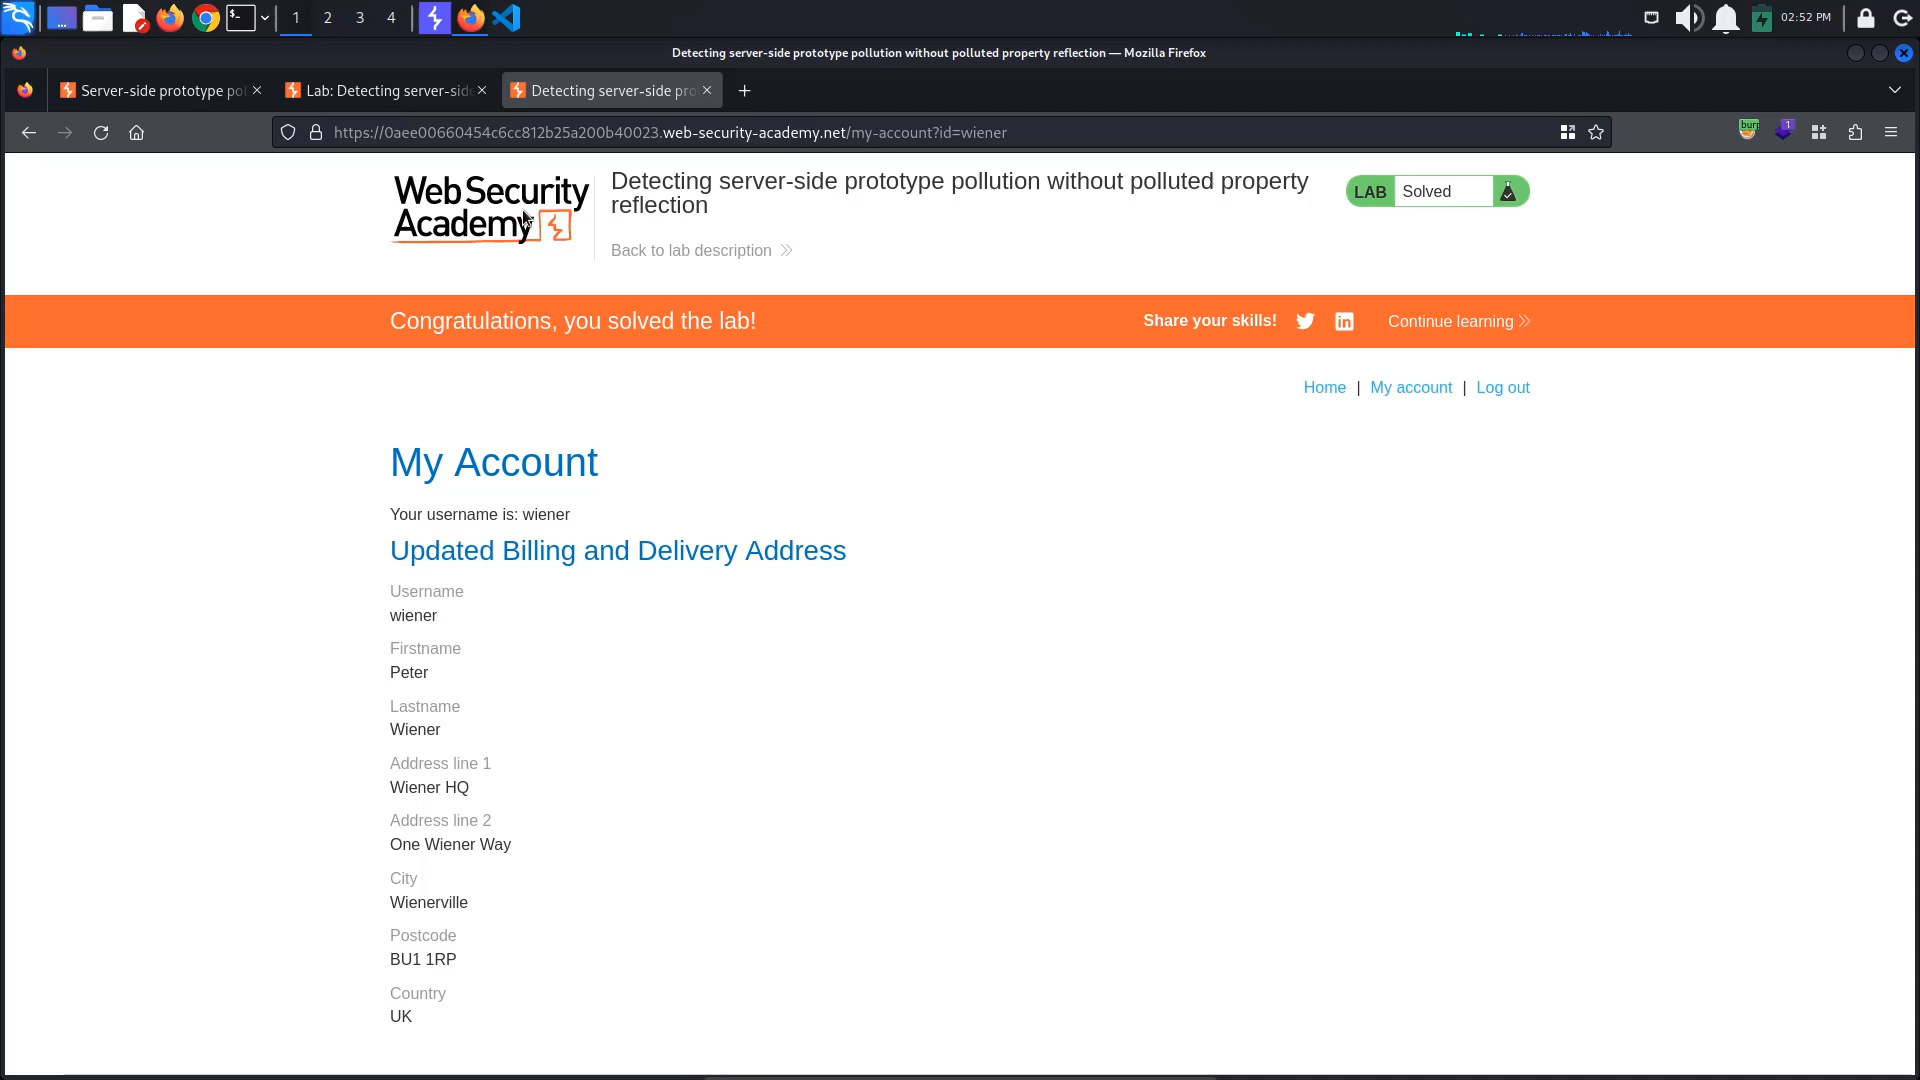 1 2 3 4 02:52 PM
Detecting server-side prototype pollution without polluted property reflection — Mozilla Firefox
Server-side prototype pol
Lab: Detecting server-side
Detecting server-side pro
https://0aee00660454c6cc812b25a200b40023.web-security-academy.net/my-account?id=wiener
burp
1
Web Security
Academy
Detecting server-side prototype pollution without polluted property
reflection
LAB Solved
Back to lab description
Congratulations, you solved the lab!
Share your skills!
Continue learning
Home | My account | Log out
My Account
Your username is: wiener
Updated Billing and Delivery Address
Username
wiener
Firstname
Peter
Lastname
Wiener
Address line 1
Wiener HQ
Address line 2
One Wiener Way
City
Wienerville
Postcode
BU1 1RP
Country
UK